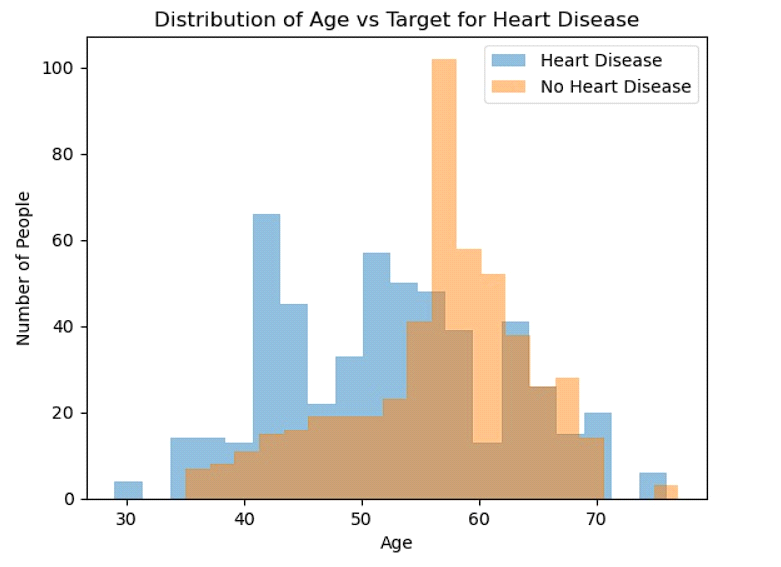 Distribution of Age vs Target for Heart Disease
Heart Disease
No Heart Disease
100
80
60
40
20
0
Number of People
30 40 50 60 70
Age